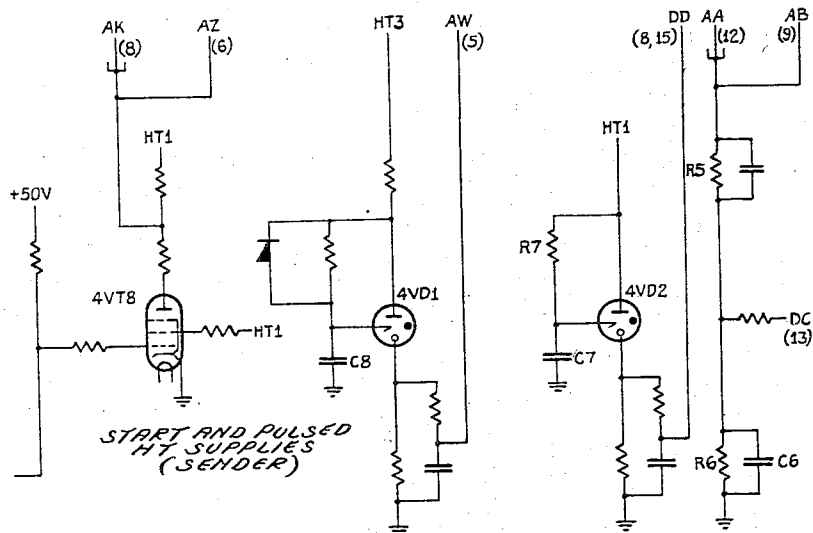 AK
(8)
AZ
(6)
HT3
AW
(5)
DD
(8,15)
AA
(12)
AB
(9)
HT1
HT1
R5
+50V
R7
4VT8
4VD1
4VD2
HT1
DC
(13)
C8
C7
START AND PULSED
HT SUPPLIES
(SENDER)
R6
C6